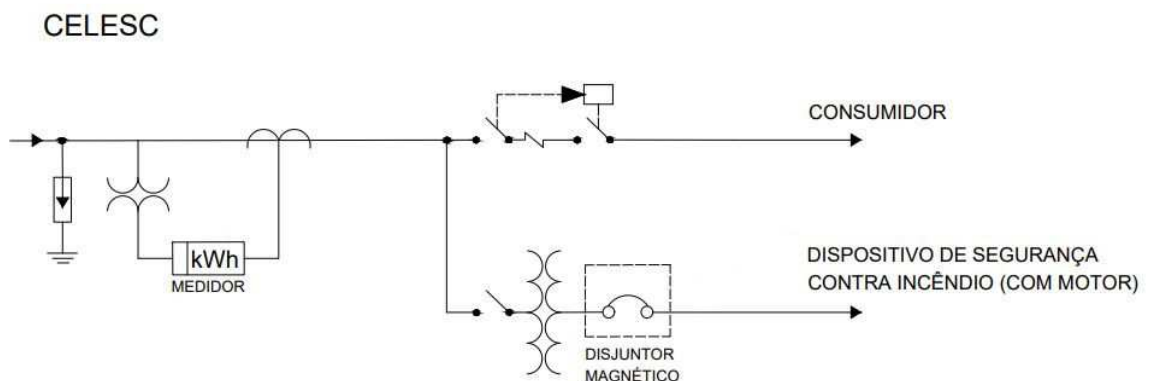 CELESC
CONSUMIDOR
kWh
MEDIDOR
DISPOSITIVO DE SEGURANÇA
CONTRA INCÊNDIO (COM MOTOR)
DISJUNTOR
MAGNÉTICO